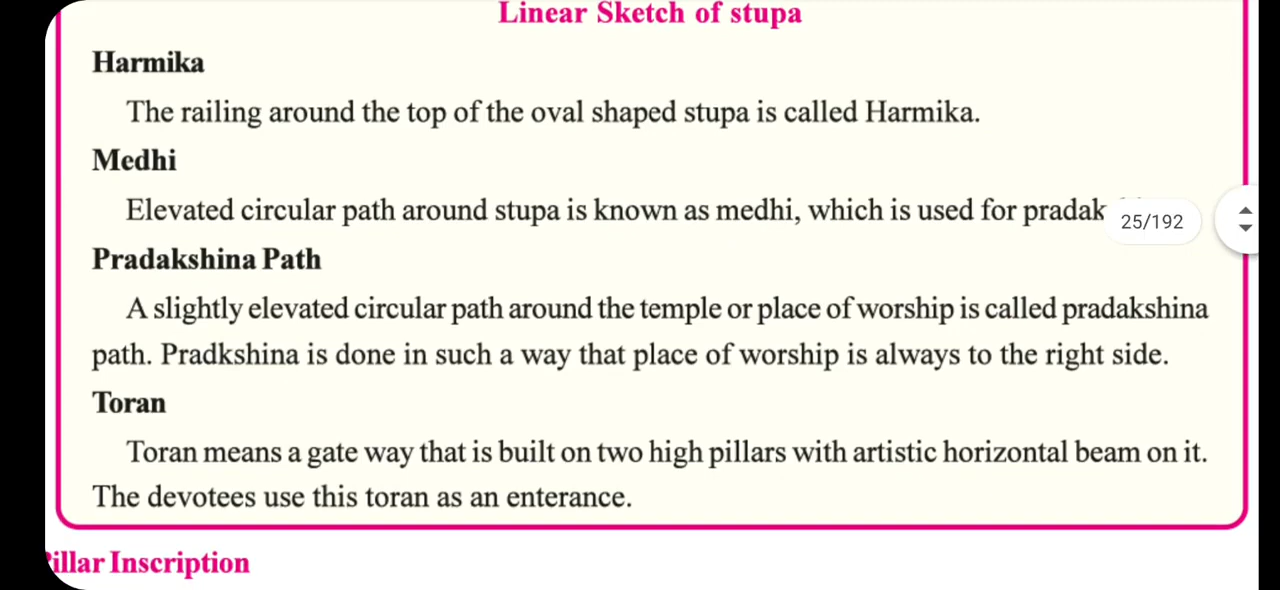 Linear Sketch of stupa
Harmika
The railing around the top of the oval shaped stupa is called Harmika.
Medhi
Elevated circular path around stupa is known as medhi, which is used for pradak
25/192
Pradakshina Path
A slightly elevated circular path around the temple or place of worship is called pradakshina
path. Pradkshina is done in such a way that place of worship is always to the right side.
Toran
Toran means a gate way that is built on two high pillars with artistic horizontal beam on it.
The devotees use this toran as an enterance.
illar Inscription